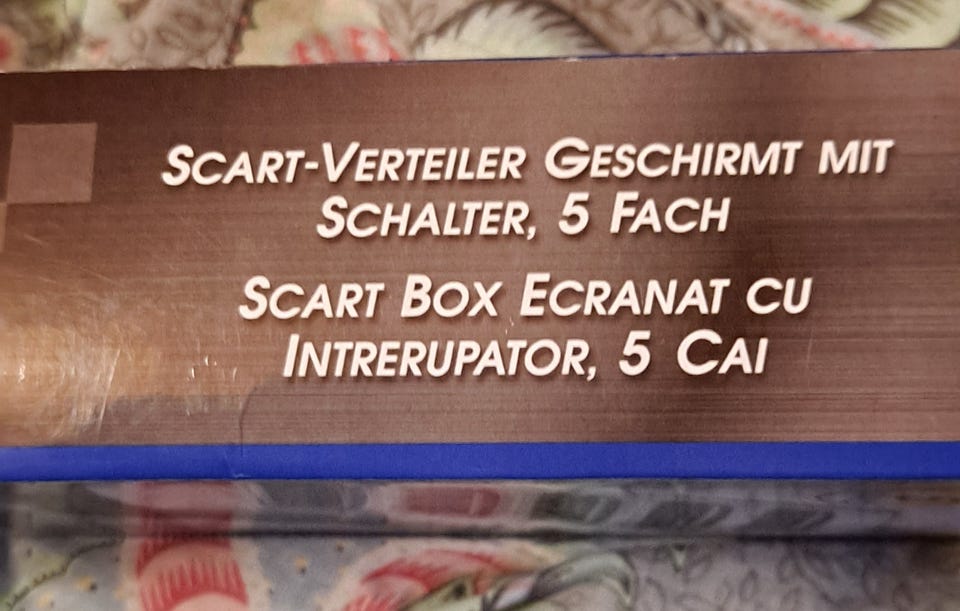 SCART-VERTEILER GESCHIRMT MIT
SCHALTER, 5 FACH
SCART BOX ECRANAT CU
INTRERUPATOR, 5 CAI